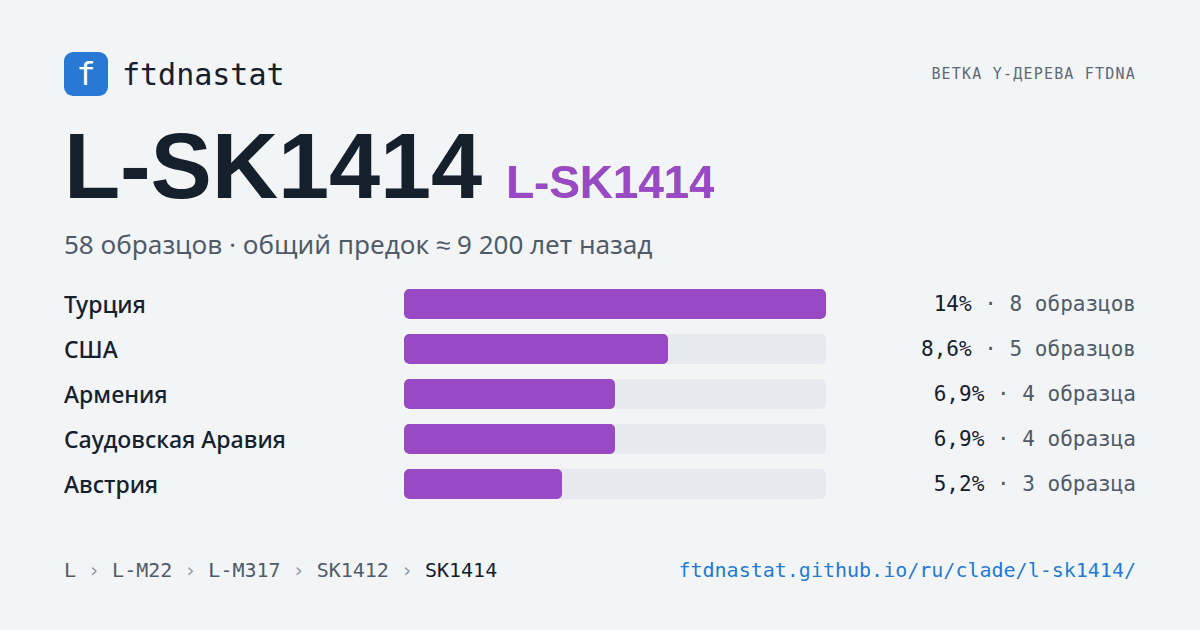 f ftdnastat
ВЕТКА Y-ДЕРЕВА FTDNA
L-SK1414 L-SK1414
58 образцов · общий предок ≈ 9 200 лет назад
Турция 14% · 8 образцов
США 8,6% · 5 образцов
Армения 6,9% · 4 образца
Саудовская Аравия 6,9% · 4 образца
Австрия 5,2% · 3 образца
L › L-M22 › L-M317 › SK1412 › SK1414
ftdnastat.github.io/ru/clade/l-sk1414/